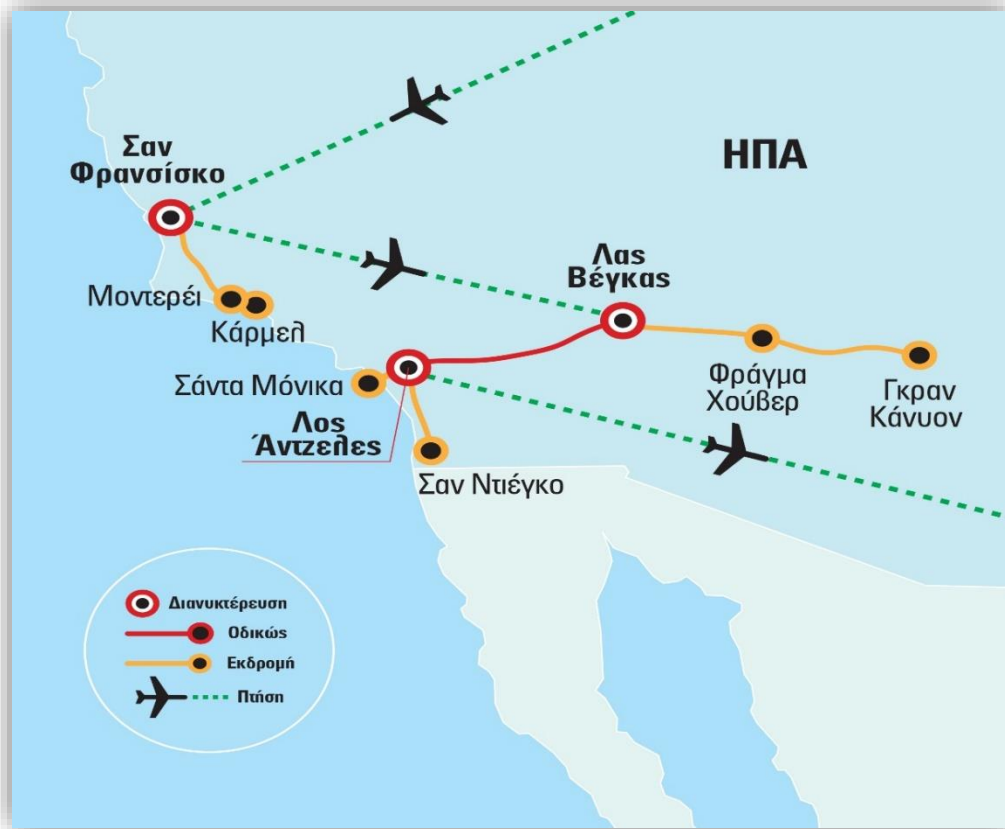 Σαν
Φρανσίσκο
ΗΠΑ
Λας
Βέγκας
Μοντερέι
Κάρμελ
Σάντα Μόνικα
Λος
Άντζελες
Φράγμα
Χούβερ
Γκραν
Κάνυον
Σαν Ντιέγκο
Διανυκτέρευση
Οδικώς
Εκδρομή
Πτήση